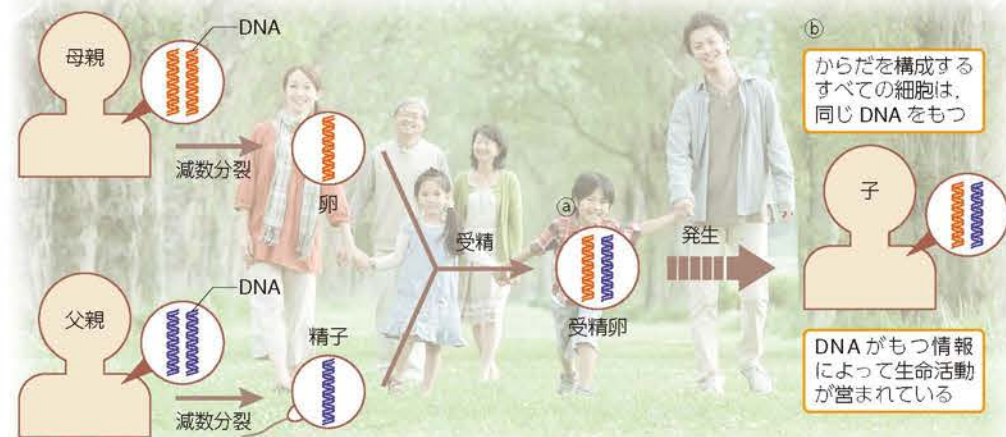 母親
DNA
減数分裂
卵
父親
DNA
減数分裂
精子
受精
ⓐ
受精卵
発生
ⓑ
からだを構成する
すべての細胞は，
同じ DNA をもつ
子
DNA がもつ情報
によって生命活動
が営まれている